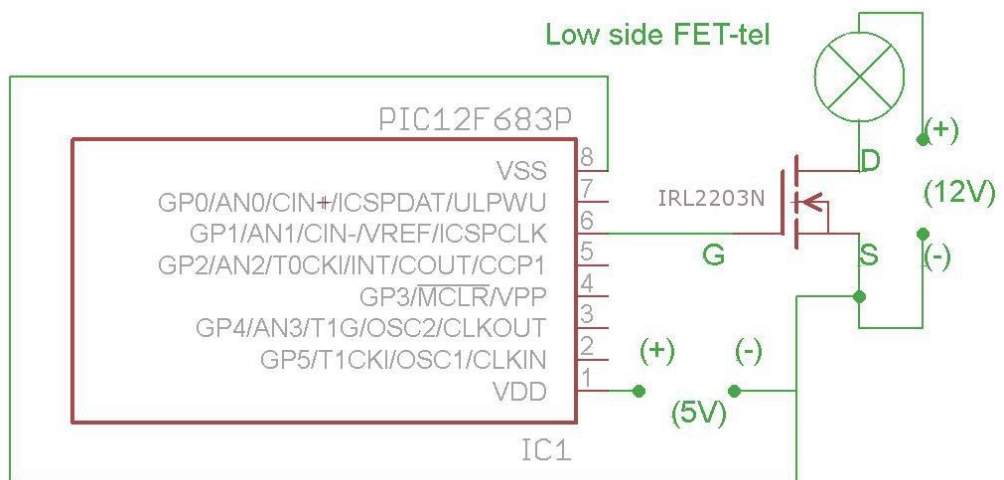 Low side FET-tel
PIC12F683P
VSS 8
GP0/AN0/CIN+/ICSPDAT/ULPWU 7
GP1/AN1/CIN-/VREF/ICSPCLK 6
GP2/AN2/T0CKI/INT/COUT/CCP1 5
GP3/MCLR/VPP 4
GP4/AN3/T1G/OSC2/CLKOUT 3
GP5/T1CKI/OSC1/CLKIN 2
VDD 1
IC1
(+) (-)
(5V)
IRL2203N
G
D
S
(+)
(12V)
(-)